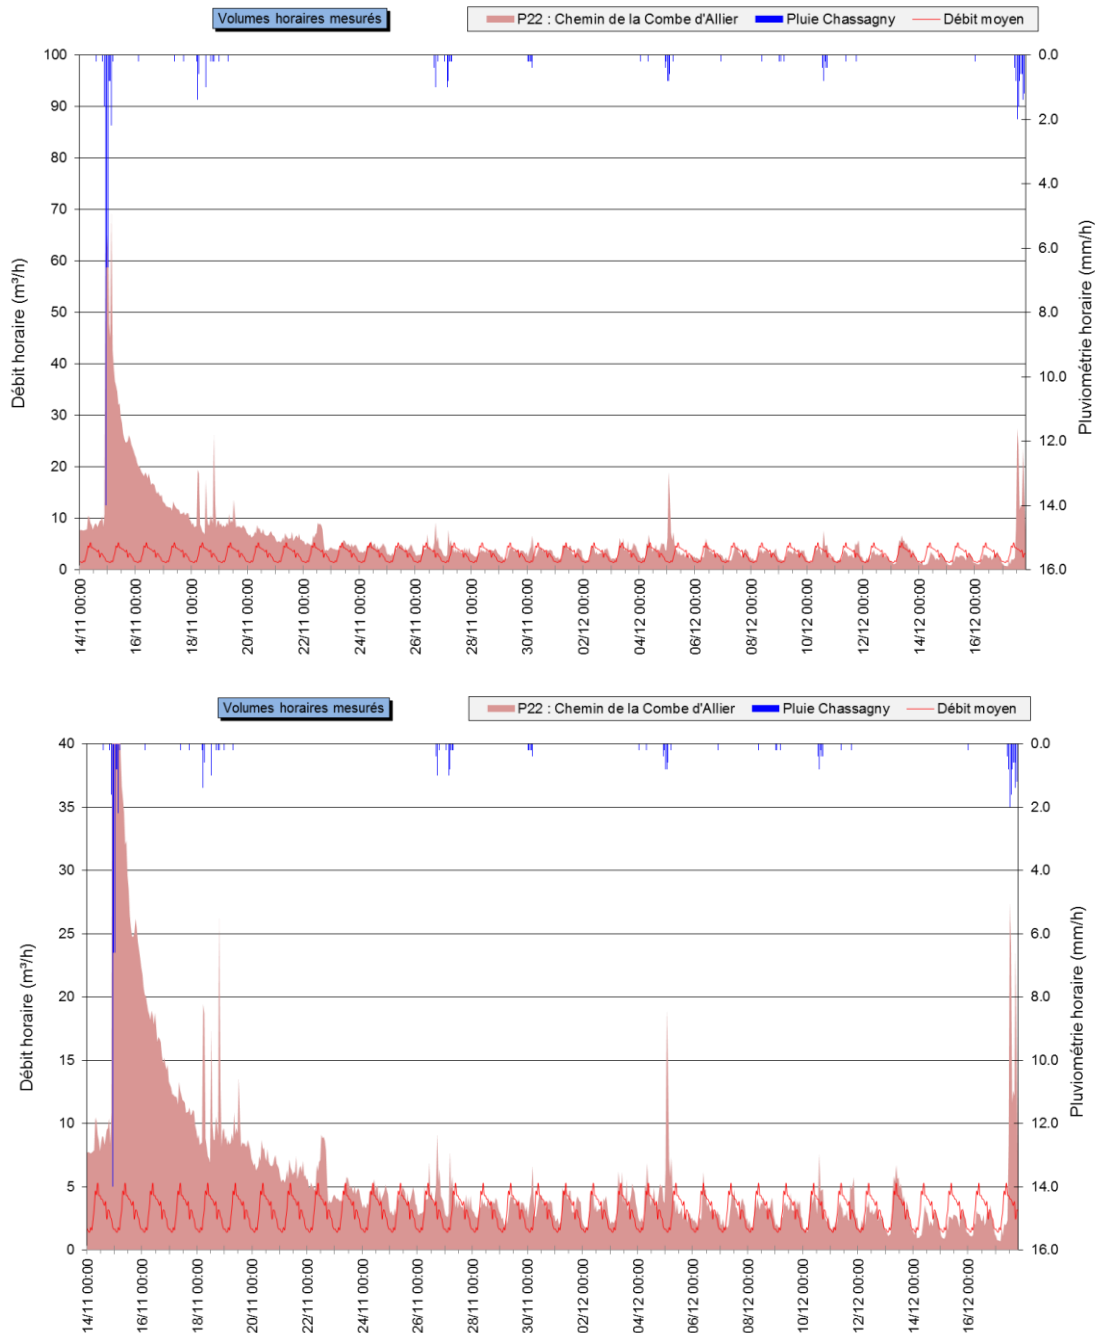 Volumes horaires mesurés
P22 : Chemin de la Combe d'Allier Pluie Chassagny Débit moyen
100 0.0
90
80 2.0
70 4.0
60 6.0
50 8.0
40 10.0
30 12.0
20 14.0
10
0 16.0
Débit horaire (m³/h)
Pluviométrie horaire (mm/h)
14/11 00:00 16/11 00:00 18/11 00:00 20/11 00:00 22/11 00:00 24/11 00:00 26/11 00:00 28/11 00:00 30/11 00:00 02/12 00:00 04/12 00:00 06/12 00:00 08/12 00:00 10/12 00:00 12/12 00:00 14/12 00:00 16/12 00:00
Volumes horaires mesurés
P22 : Chemin de la Combe d'Allier Pluie Chassagny Débit moyen
40 0.0
35 2.0
30 4.0
25 6.0
20 8.0
15 10.0
10 12.0
5 14.0
0 16.0
Débit horaire (m³/h)
Pluviométrie horaire (mm/h)
14/11 00:00 16/11 00:00 18/11 00:00 20/11 00:00 22/11 00:00 24/11 00:00 26/11 00:00 28/11 00:00 30/11 00:00 02/12 00:00 04/12 00:00 06/12 00:00 08/12 00:00 10/12 00:00 12/12 00:00 14/12 00:00 16/12 00:00